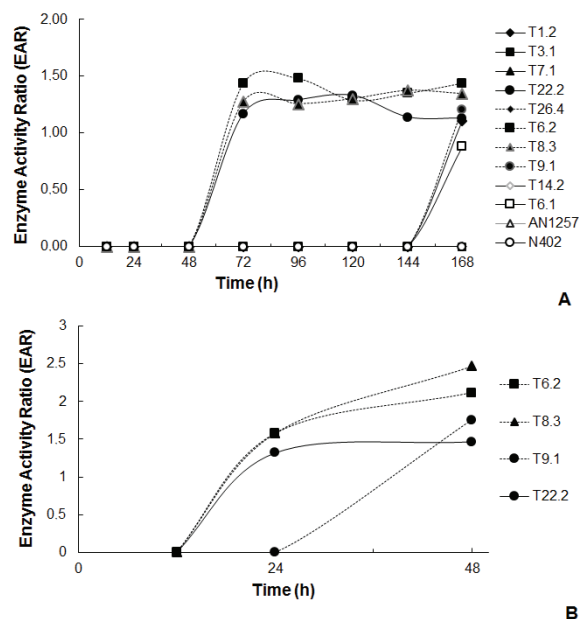 Enzyme Activity Ratio (EAR)
2.00
1.50
1.00
0.50
0.00
0
24
48
72
96
120
144
168
Time (h)
T1.2
T3.1
T7.1
T22.2
T26.4
T6.2
T8.3
T9.1
T14.2
T6.1
AN1257
N402
A
Enzyme Activity Ratio (EAR)
3
2.5
2
1.5
1
0.5
0
0
24
48
Time (h)
T6.2
T8.3
T9.1
T22.2
B